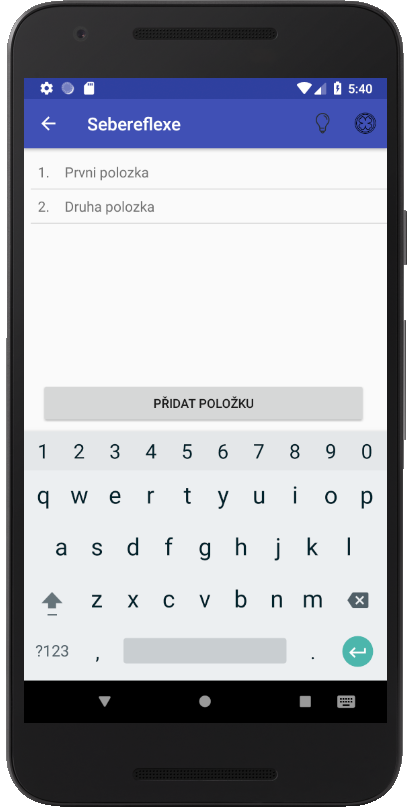 5:40
Sebereflexe
1. Prvni polozka
2. Druha polozka
PŘIDAT POLOŽKU
1 2 3 4 5 6 7 8 9 0
q w e r t y u i o p
a s d f g h j k l
z x c v b n m
?123 , .